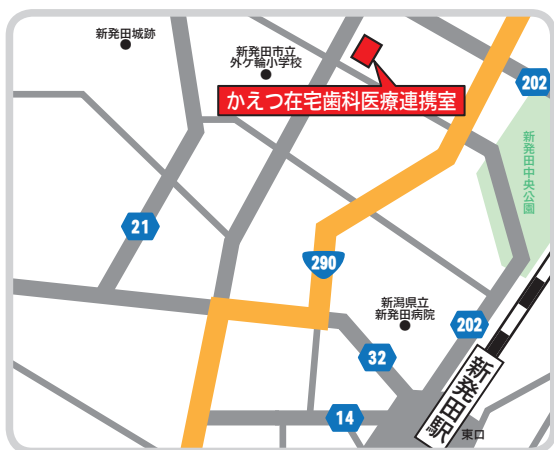 新発田城跡
新発田市立
外ケ輪小学校
かえつ在宅歯科医療連携室
202
新発田中央公園
21
290
新潟県立
新発田病院
202
32
14
新発田駅
東口